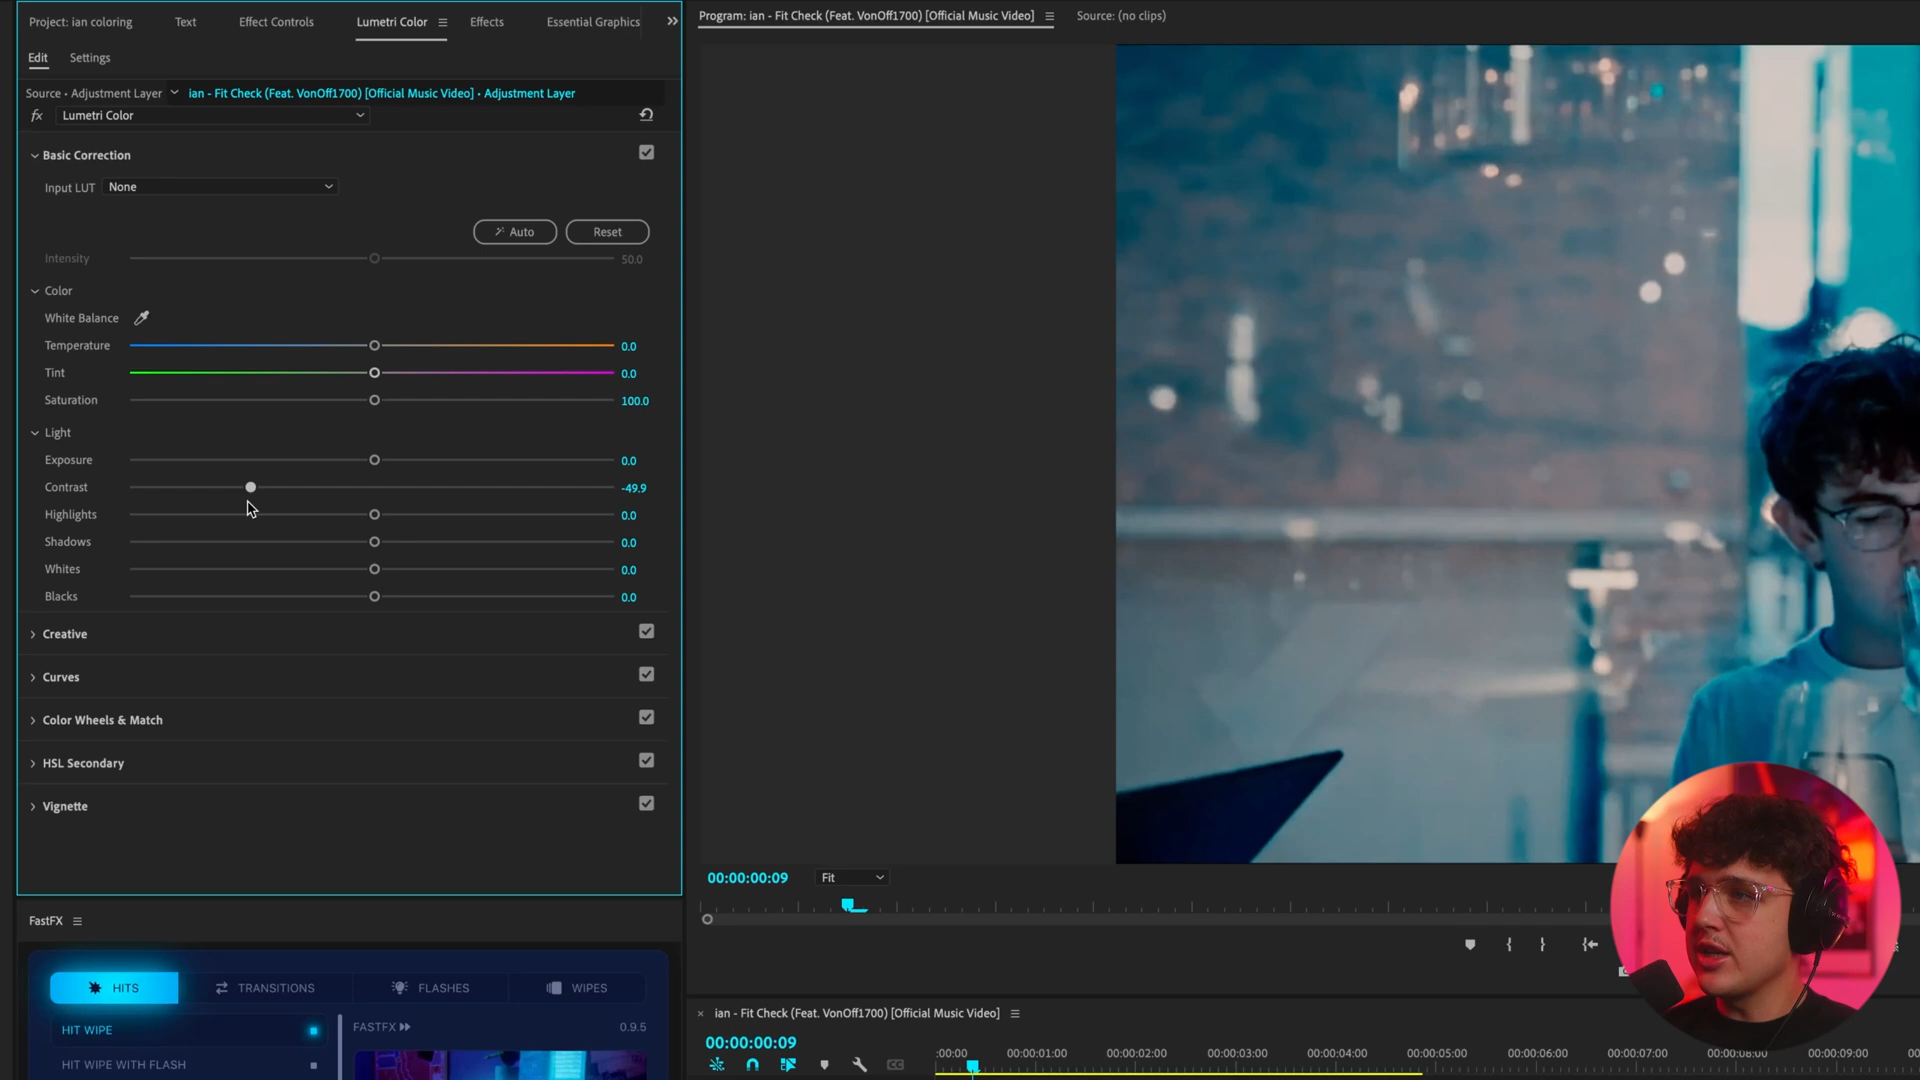 Project: ian coloring Text Effect Controls Lumetri Color Effects Essential Graphics
Edit Settings
Source • Adjustment Layer ian - Fit Check (Feat. VonOff1700) [Official Music Video] • Adjustment Layer
fx Lumetri Color
Basic Correction
Input LUT None
Auto Reset
Intensity 50.0
Color
White Balance
Temperature 0.0
Tint 0.0
Saturation 100.0
Light
Exposure 0.0
Contrast -49.9
Highlights 0.0
Shadows 0.0
Whites 0.0
Blacks 0.0
Creative
Curves
Color Wheels & Match
HSL Secondary
Vignette
FastFX
HITS TRANSITIONS FLASHES WIPES
HIT WIPE
HIT WIPE WITH FLASH
FASTFX 0.9.5
Program: ian - Fit Check (Feat. VonOff1700) [Official Music Video] Source: (no clips)
00:00:00:09 Fit
ian - Fit Check (Feat. VonOff1700) [Official Music Video]
00:00:00:09
:00:00 00:00:01:00 00:00:02:00 00:00:03:00 00:00:04:00 00:00:05:00 00:00:06:00 00:00:07:00 00:00:08:00 00:00:09:00